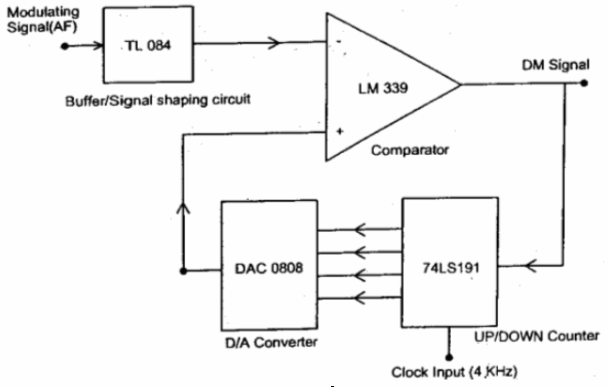 Modulating
Signal(AF)
TL 084
Buffer/Signal shaping circuit
-
LM 339
+
Comparator
DM Signal
DAC 0808
D/A Converter
74LS191
UP/DOWN Counter
Clock Input (4 KHz)